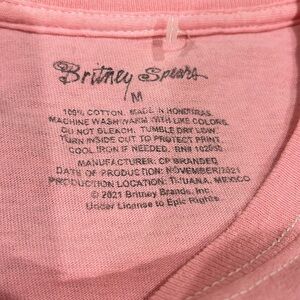 Britney Spears
M
100% COTTON. MADE IN HONDURAS
MACHINE WASH WARM WITH LIKE COLORS.
DO NOT BLEACH. TUMBLE DRY LOW.
TURN INSIDE OUT TO PROTECT PRINT.
COOL IRON IF NEEDED. RN#
MANUFACTURER: CP BRANDED
DATE OF PRODUCTION: NOVEMBER/2021
PRODUCTION LOCATION: TIJUANA, MEXICO
© 2021 Britney Brands, Inc.
Under License to Epic Rights